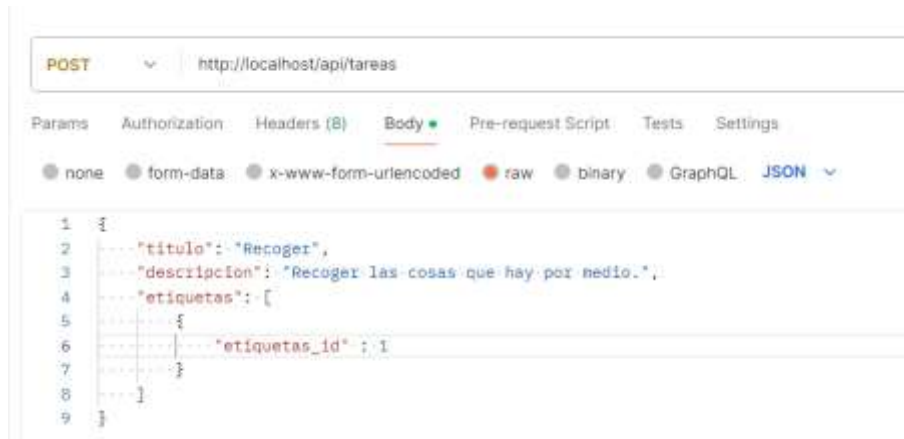 POST http://localhost/api/tareas
Params Authorization Headers (8) Body Pre-request Script Tests Settings
none form-data x-www-form-urlencoded raw binary GraphQL JSON
1 {
2 "titulo": "Recoger",
3 "descripcion": "Recoger las cosas que hay por medio.",
4 "etiquetas": [
5 {
6 "etiquetas_id" : 1
7 }
8 ]
9 }